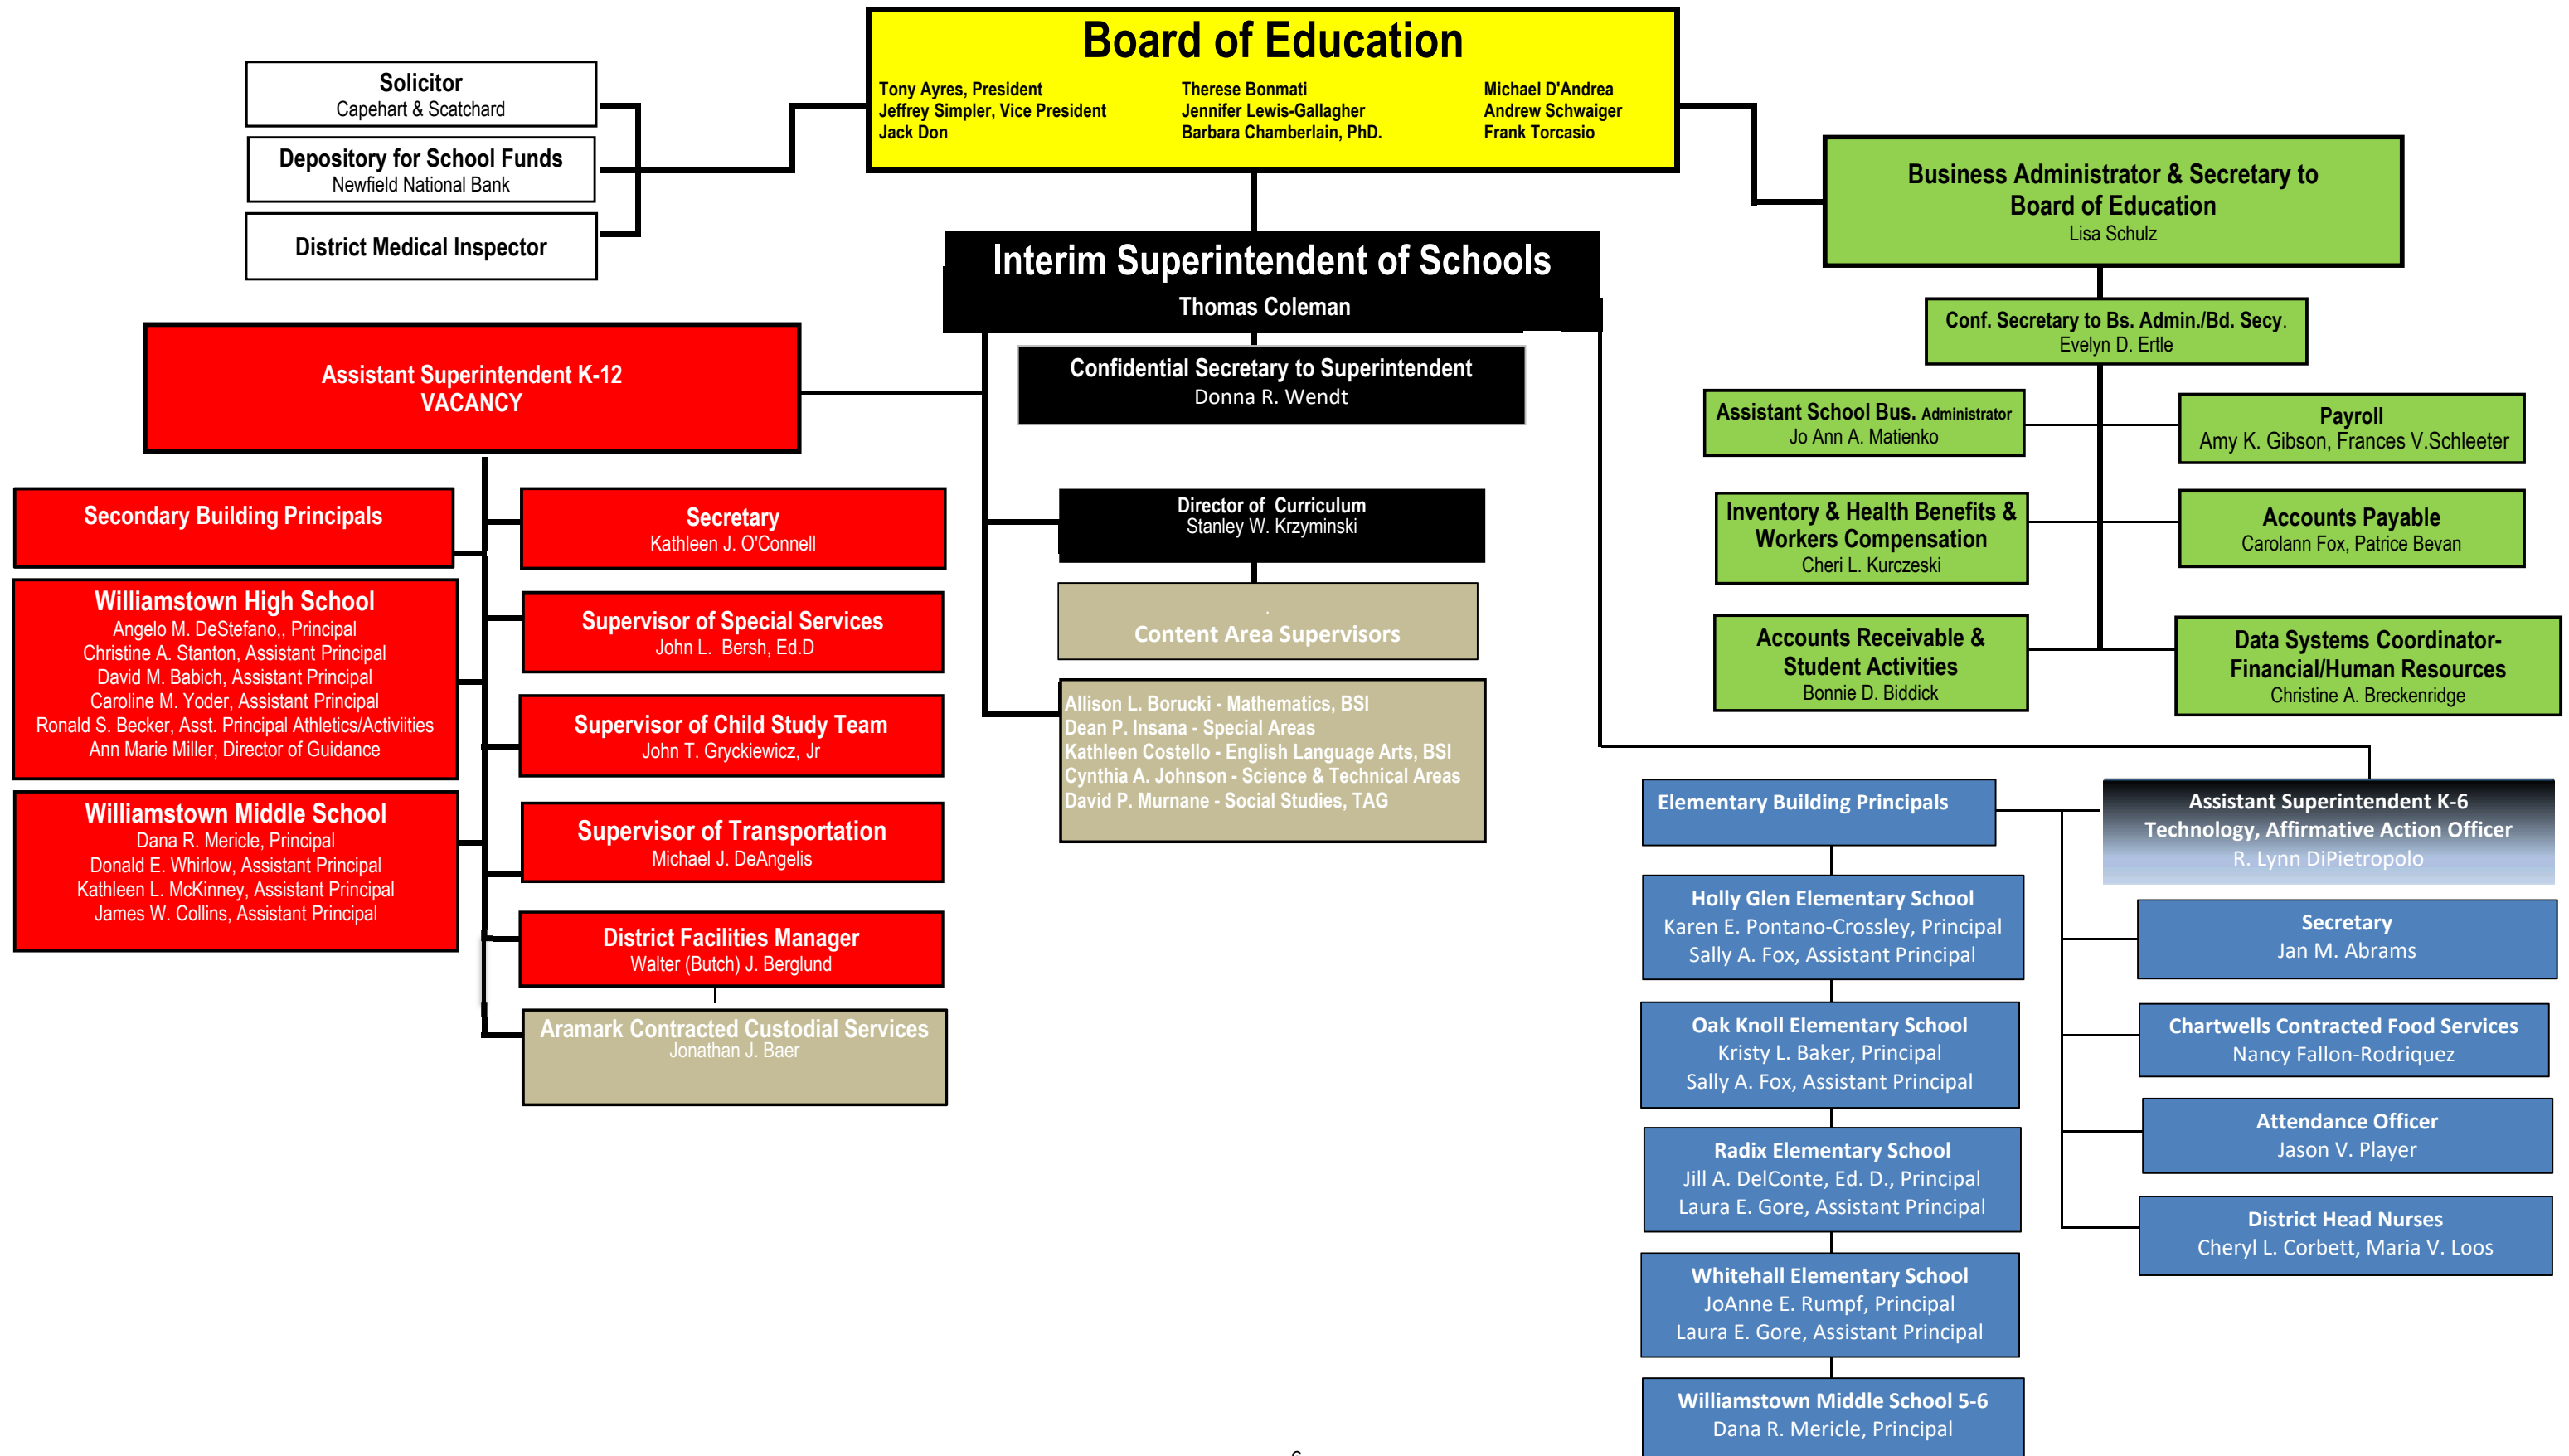 Board of Education
Tony Ayres, President
Jeffrey Simpler, Vice President
Jack Don
Therese Bonmati
Jennifer Lewis-Gallagher
Barbara Chamberlain, PhD.
Michael D'Andrea
Andrew Schwaiger
Frank Torcasio
Solicitor
Capehart & Scatchard
Depository for School Funds
Newfield National Bank
District Medical Inspector
Business Administrator & Secretary to
Board of Education
Lisa Schulz
Interim Superintendent of Schools
Thomas Coleman
Confidential Secretary to Superintendent
Donna R. Wendt
Conf. Secretary to Bs. Admin./Bd. Secy.
Evelyn D. Ertle
Assistant School Bus. Administrator
Jo Ann A. Matienko
Payroll
Amy K. Gibson, Frances V.Schleeter
Inventory & Health Benefits &
Workers Compensation
Cheri L. Kurczeski
Accounts Payable
Carolann Fox, Patrice Bevan
Accounts Receivable &
Student Activities
Bonnie D. Biddick
Data Systems Coordinator-
Financial/Human Resources
Christine A. Breckenridge
Assistant Superintendent K-12
VACANCY
Secondary Building Principals
Williamstown High School
Angelo M. DeStefano,, Principal
Christine A. Stanton, Assistant Principal
David M. Babich, Assistant Principal
Caroline M. Yoder, Assistant Principal
Ronald S. Becker, Asst. Principal Athletics/Activiities
Ann Marie Miller, Director of Guidance
Williamstown Middle School
Dana R. Mericle, Principal
Donald E. Whirlow, Assistant Principal
Kathleen L. McKinney, Assistant Principal
James W. Collins, Assistant Principal
Secretary
Kathleen J. O'Connell
Supervisor of Special Services
John L. Bersh, Ed.D
Supervisor of Child Study Team
John T. Gryckiewicz, Jr
Supervisor of Transportation
Michael J. DeAngelis
District Facilities Manager
Walter (Butch) J. Berglund
Aramark Contracted Custodial Services
Jonathan J. Baer
Director of Curriculum
Stanley W. Krzyminski
.
Content Area Supervisors
Allison L. Borucki - Mathematics, BSI
Dean P. Insana - Special Areas
Kathleen Costello - English Language Arts, BSI
Cynthia A. Johnson - Science & Technical Areas
David P. Murnane - Social Studies, TAG
Elementary Building Principals
Holly Glen Elementary School
Karen E. Pontano-Crossley, Principal
Sally A. Fox, Assistant Principal
Oak Knoll Elementary School
Kristy L. Baker, Principal
Sally A. Fox, Assistant Principal
Radix Elementary School
Jill A. DelConte, Ed. D., Principal
Laura E. Gore, Assistant Principal
Whitehall Elementary School
JoAnne E. Rumpf, Principal
Laura E. Gore, Assistant Principal
Williamstown Middle School 5-6
Dana R. Mericle, Principal
Assistant Superintendent K-6
Technology, Affirmative Action Officer
R. Lynn DiPietropolo
Secretary
Jan M. Abrams
Chartwells Contracted Food Services
Nancy Fallon-Rodriquez
Attendance Officer
Jason V. Player
District Head Nurses
Cheryl L. Corbett, Maria V. Loos